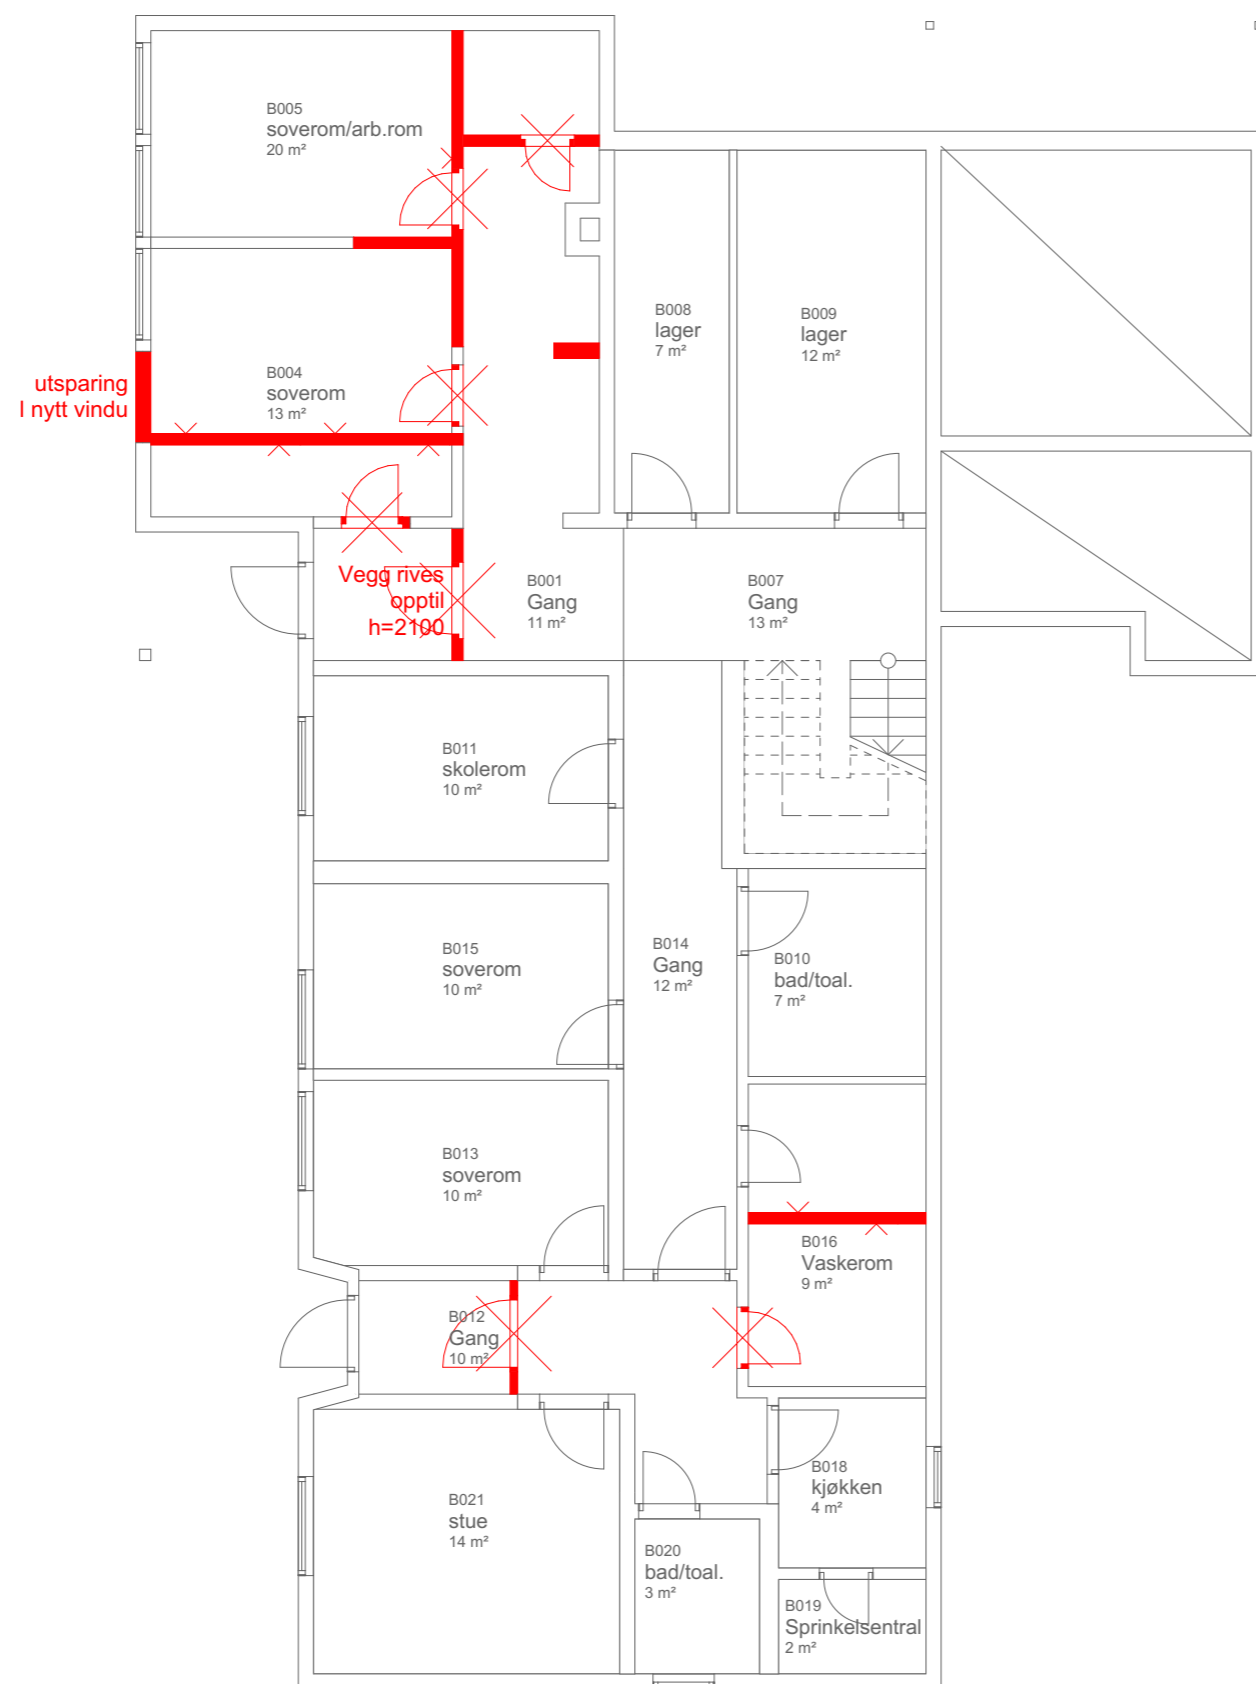 B005
soverom/arb.rom
20 m²
B008
lager
7 m²
B009
lager
12 m²
utsparing
I nytt vindu
B004
soverom
13 m²
Vegg rives
opptil
h=2100
B001
Gang
11 m²
B007
Gang
13 m²
B011
skolerom
10 m²
B015
soverom
10 m²
B014
Gang
12 m²
B010
bad/toal.
7 m²
B013
soverom
10 m²
B016
Vaskerom
9 m²
B012
Gang
10 m²
B018
kjøkken
4 m²
B021
stue
14 m²
B020
bad/toal.
3 m²
B019
Sprinkelsentral
2 m²